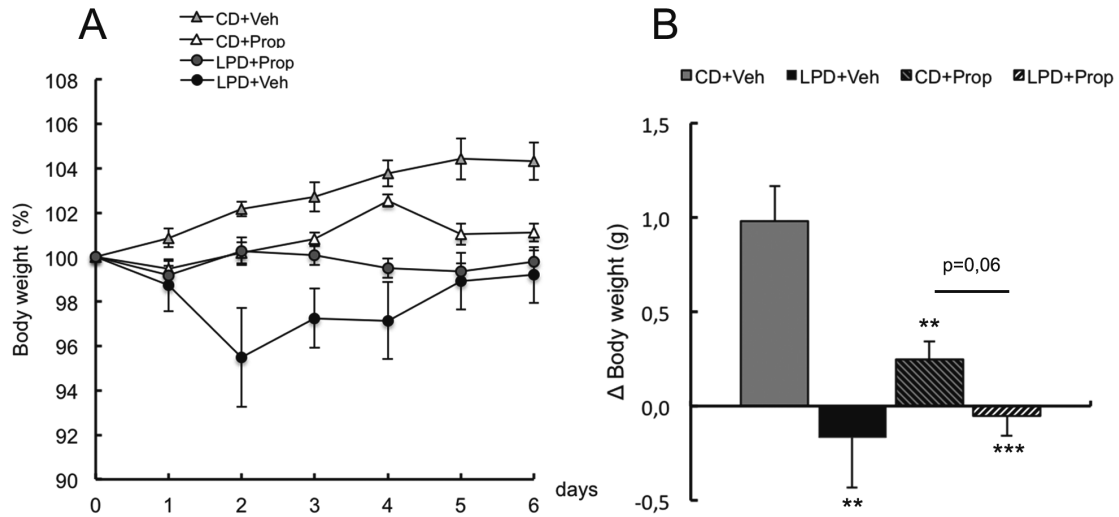 A
CD+Veh
CD+Prop
LPD+Prop
LPD+Veh
108
106
104
102
100
98
96
94
92
90
Body weight (%)
0 1 2 3 4 5 6 days
B
CD+Veh LPD+Veh CD+Prop LPD+Prop
1,5
1,0
0,5
0,0
-0,5
Δ Body weight (g)
p=0,06
**
**
***